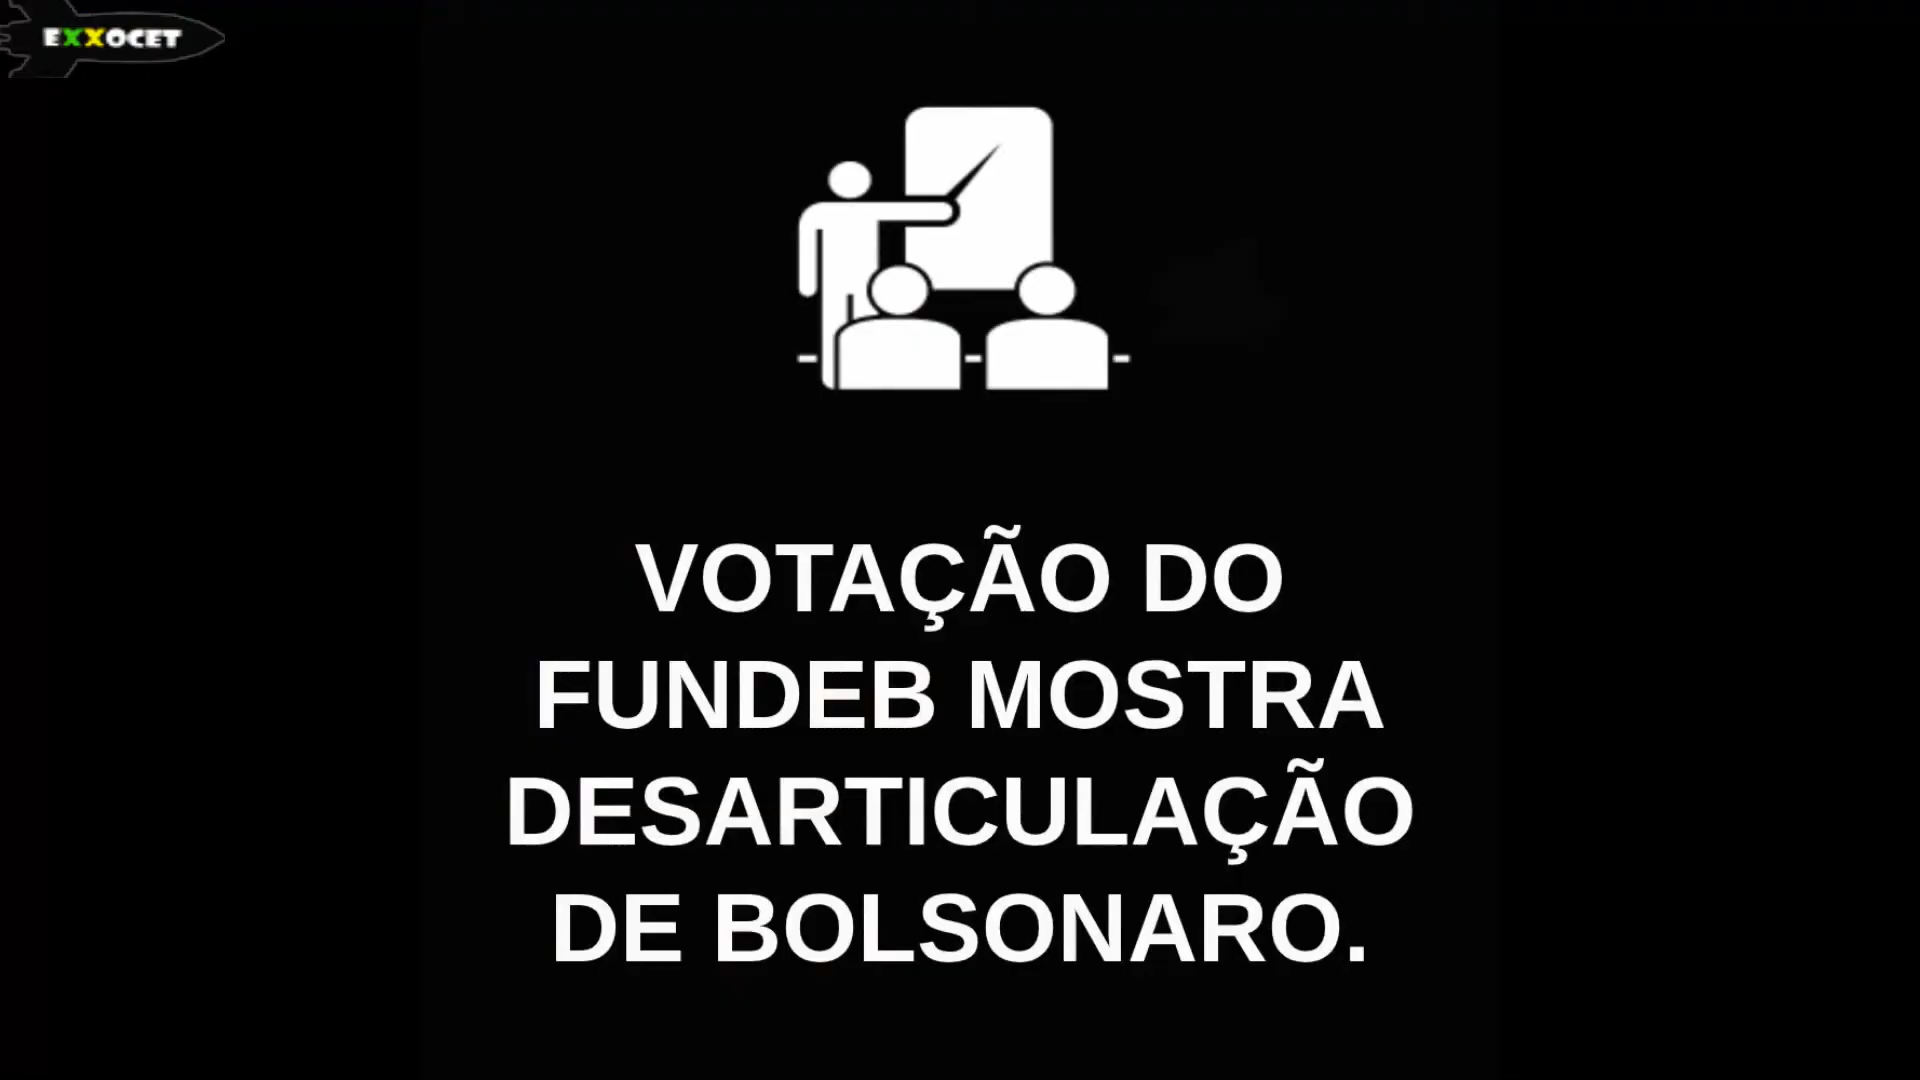 EXXOCET
VOTAÇÃO DO
FUNDEB MOSTRA
DESARTICULAÇÃO
DE BOLSONARO.